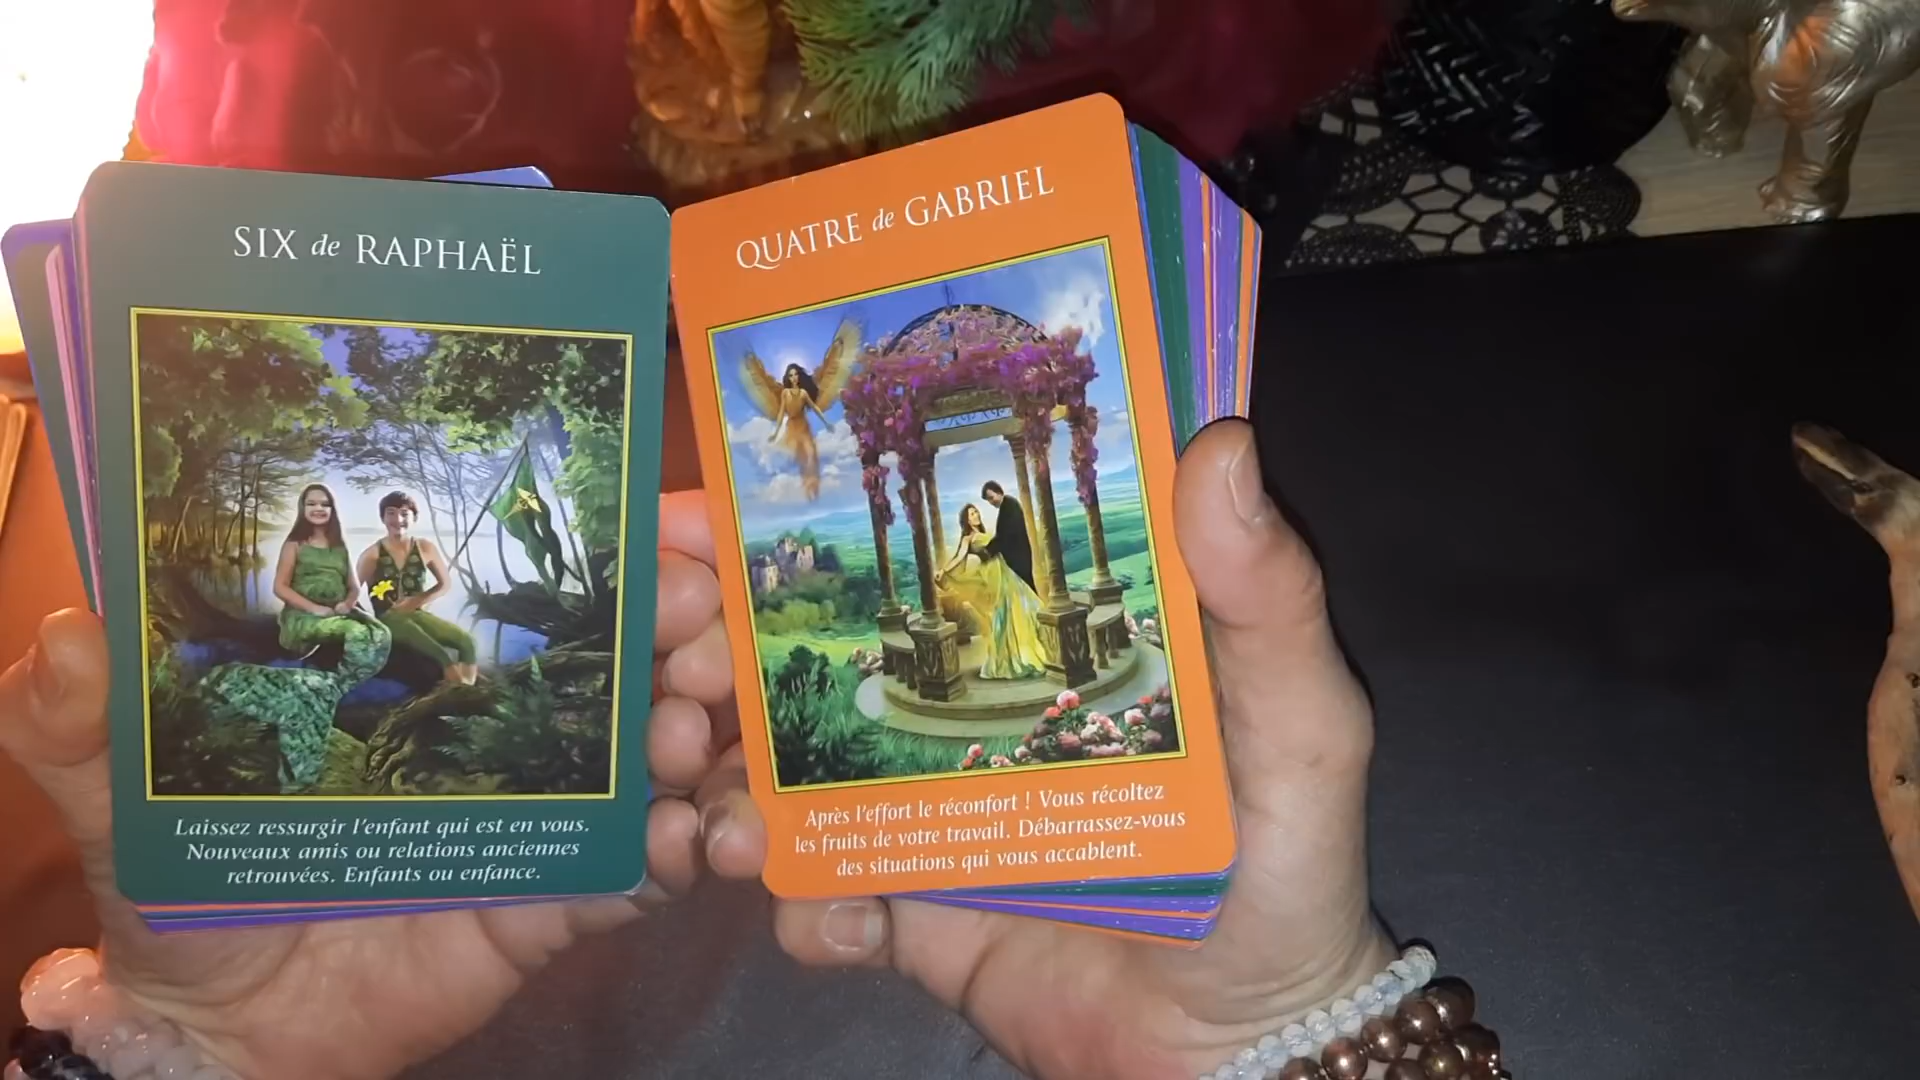 SIX de RAPHAËL
Laissez ressurgir l'enfant qui est en vous.
Nouveaux amis ou relations anciennes
retrouvées. Enfants ou enfance.
QUATRE de GABRIEL
Après l'effort le réconfort ! Vous récoltez
les fruits de votre travail. Débarrassez-vous
des situations qui vous accablent.